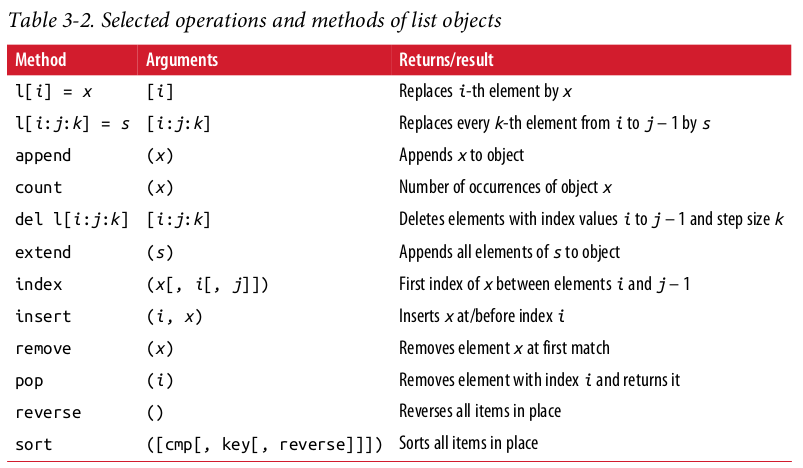 Table 3-2. Selected operations and methods of list objects
Method Arguments Returns/result
l[i] = x [i] Replaces i-th element by x
l[i:j:k] = s [i:j:k] Replaces every k-th element from i to j – 1 by s
append (x) Appends x to object
count (x) Number of occurrences of object x
del l[i:j:k] [i:j:k] Deletes elements with index values i to j – 1 and step size k
extend (s) Appends all elements of s to object
index (x[, i[, j]]) First index of x between elements i and j – 1
insert (i, x) Inserts x at/before index i
remove (x) Removes element x at first match
pop (i) Removes element with index i and returns it
reverse () Reverses all items in place
sort ([cmp[, key[, reverse]]]) Sorts all items in place